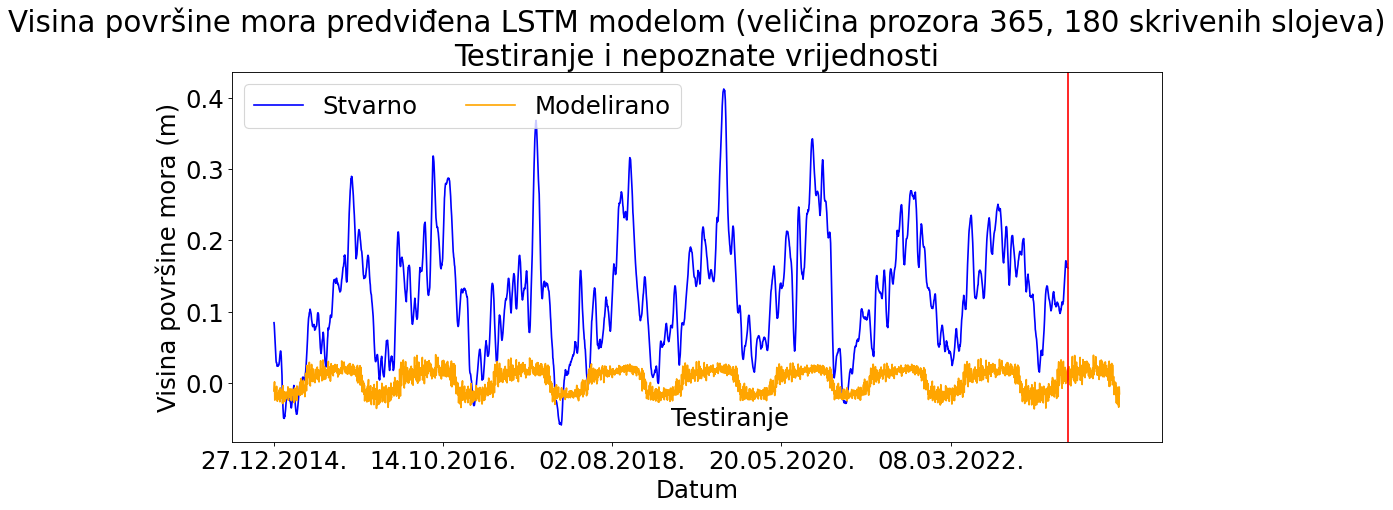 Visina površine mora predviđena LSTM modelom (veličina prozora 365, 180 skrivenih slojeva)
Testiranje i nepoznate vrijednosti
Stvarno Modelirano
Visina površine mora (m)
0.4
0.3
0.2
0.1
0.0
Testiranje
27.12.2014. 14.10.2016. 02.08.2018. 20.05.2020. 08.03.2022.
Datum